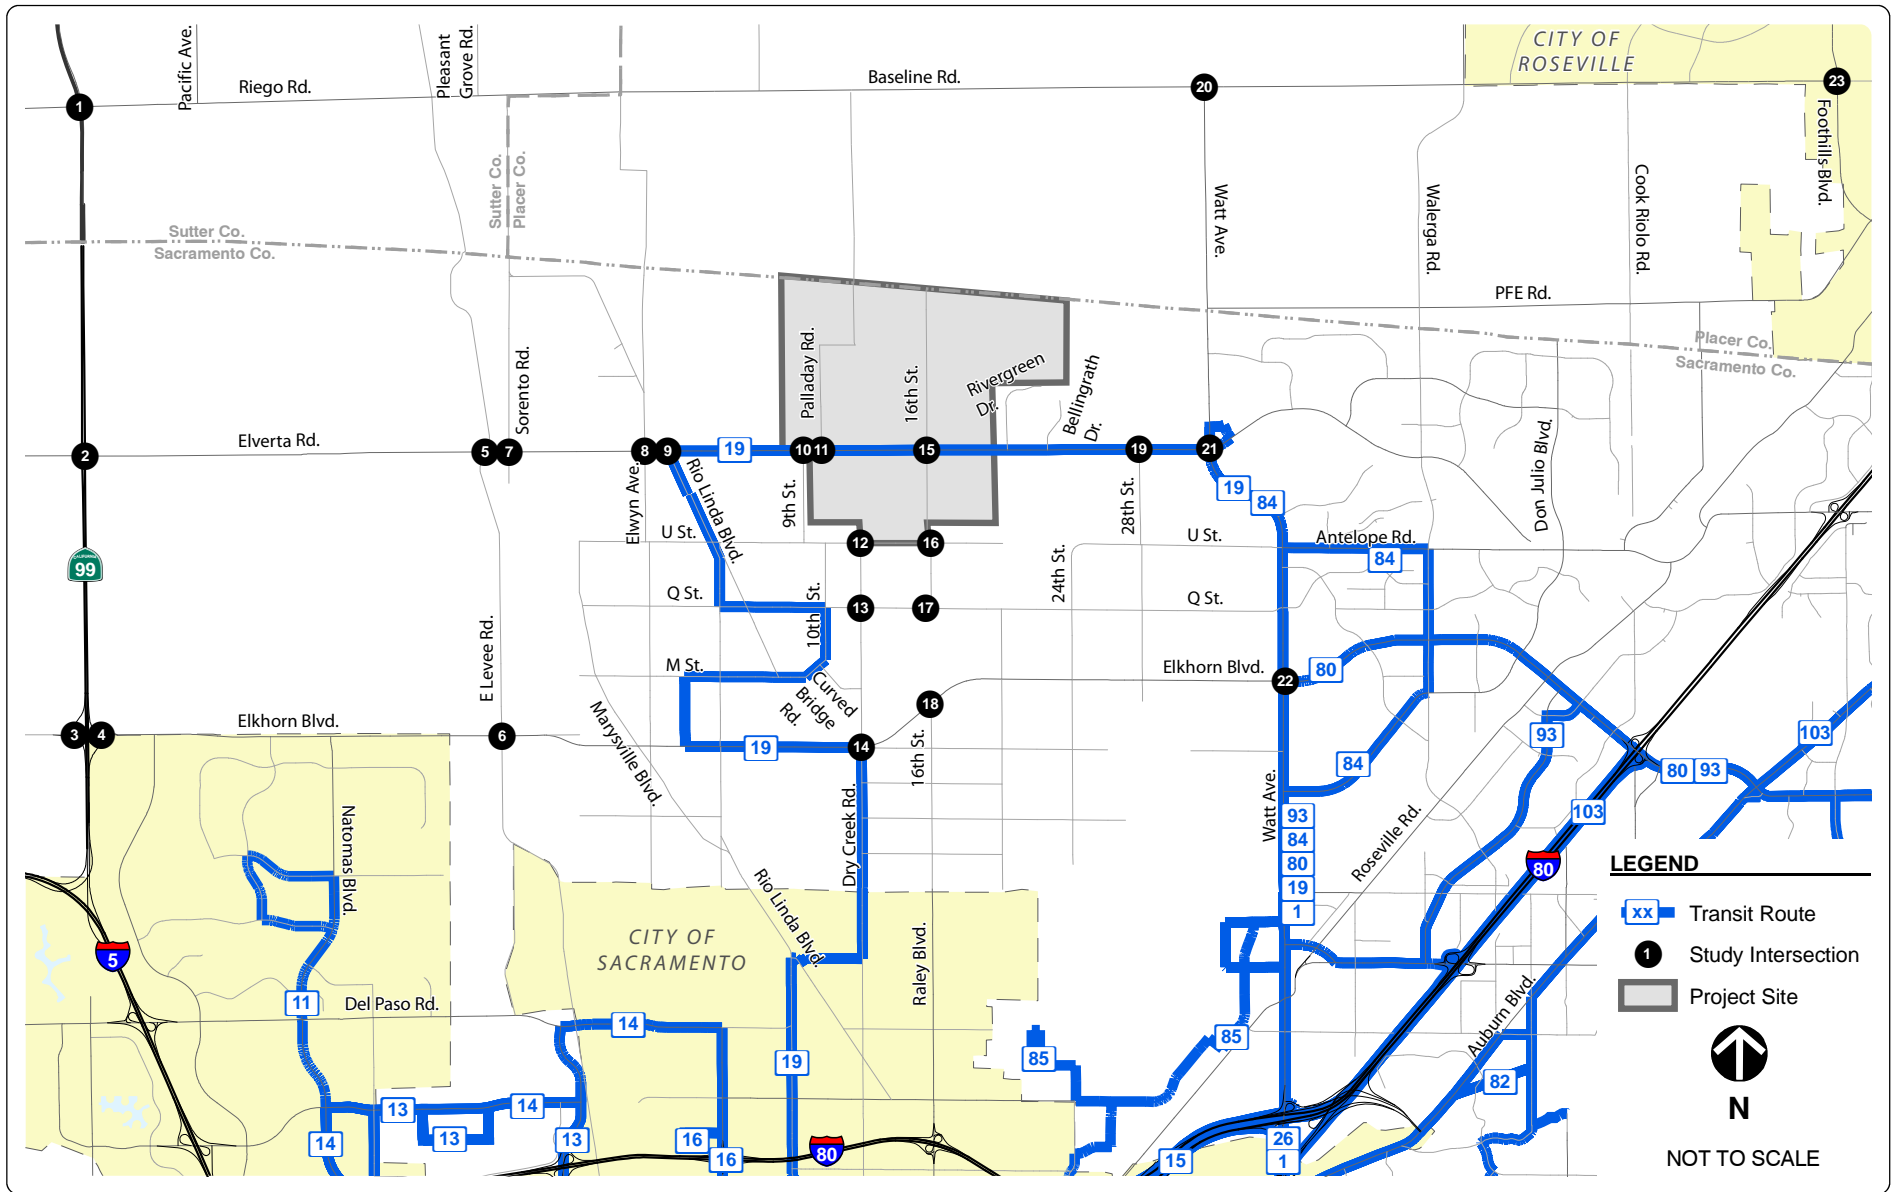 CITY OF
ROSEVILLE
Pacific Ave.
Pleasant
Grove Rd.
Riego Rd.
Baseline Rd.
1
20
23
Foothills Blvd.
Sutter Co.
Placer Co.
Watt Ave.
Walerga Rd.
Cook Riolo Rd.
Sutter Co.
Sacramento Co.
PFE Rd.
Placer Co.
Sacramento Co.
Sorento Rd.
Palladay Rd.
16th St.
Rivergreen
Dr.
Bellingrath
Dr.
Don Julio Blvd.
Elverta Rd.
2
5
7
8
9
19
10
11
15
19
21
Elwyn Ave.
Rio Linda Blvd.
9th St.
28th St.
19
84
U St.
12
16
U St.
Antelope Rd.
84
CALIFORNIA
99
24th St.
Q St.
10th St.
13
17
Q St.
E Levee Rd.
M St.
Curved
Bridge
Rd.
Elkhorn Blvd.
22
80
18
Marysville Blvd.
16th St.
3
4
Elkhorn Blvd.
6
19
14
93
103
84
80
93
103
Natomas Blvd.
Dry Creek Rd.
Watt Ave.
93
84
80
19
1
Roseville Rd.
80
Rio Linda Blvd.
Raley Blvd.
CITY OF
SACRAMENTO
5
11
Del Paso Rd.
14
19
85
85
Auburn Blvd.
82
13
14
13
14
13
16
16
80
15
26
1
LEGEND
xx
Transit Route
1
Study Intersection
Project Site
N
NOT TO SCALE